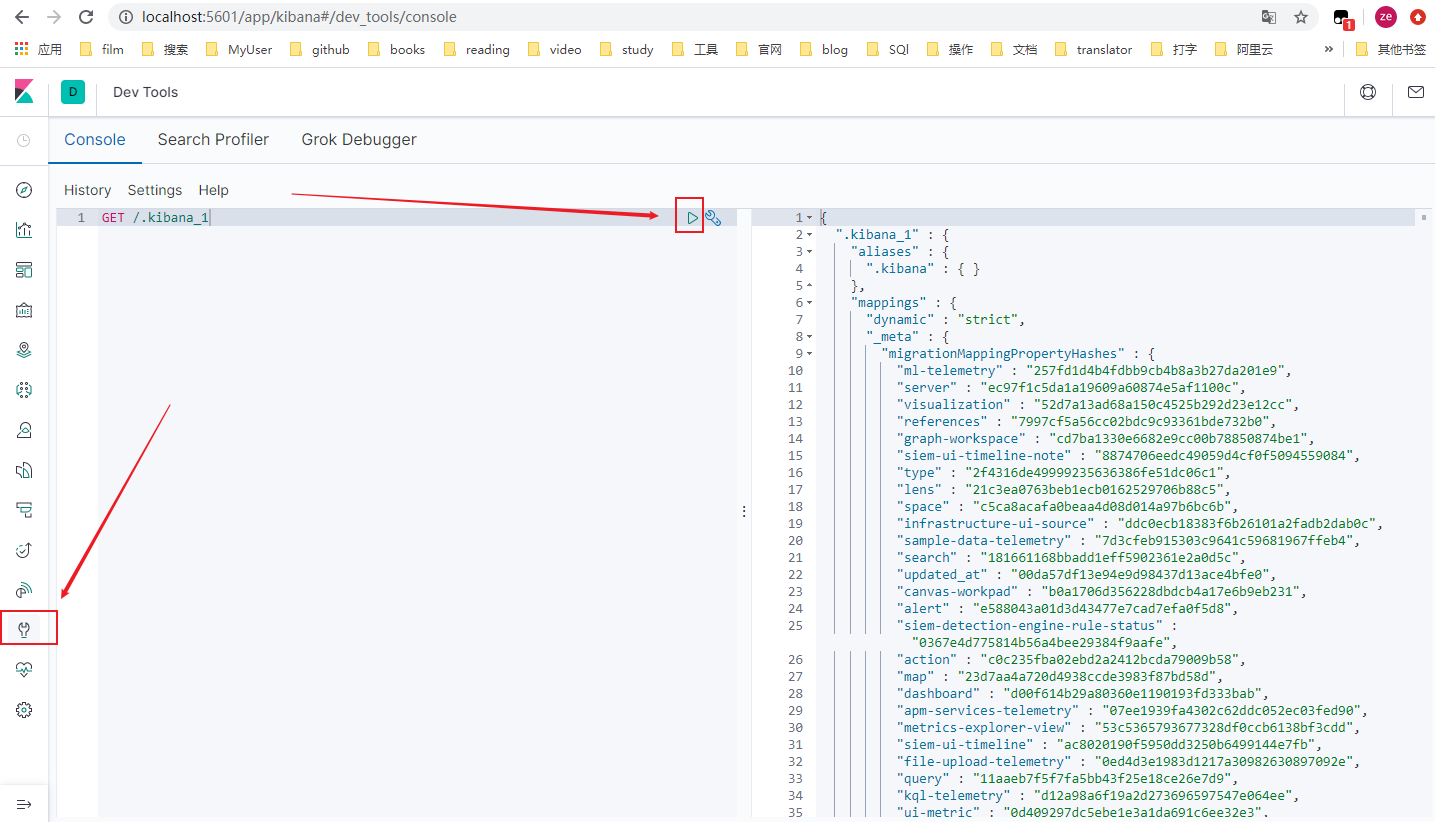 localhost:5601/app/kibana#/dev_tools/console
1
ze
应用 film 搜索 MyUser github books reading video study 工具 官网 blog SQl 操作 文档 translator 打字 阿里云 » 其他书签
D Dev Tools
Console Search Profiler Grok Debugger
History Settings Help
1 GET /.kibana_1
1 {
2 ".kibana_1" : {
3 "aliases" : {
4 ".kibana" : { }
5 },
6 "mappings" : {
7 "dynamic" : "strict",
8 "_meta" : {
9 "migrationMappingPropertyHashes" : {
10 "ml-telemetry" : "257fd1d4b4fdbb9cb4b8a3b27da201e9",
11 "server" : "ec97f1c5da1a19609a60874e5af1100c",
12 "visualization" : "52d7a13ad68a150c4525b292d23e12cc",
13 "references" : "7997cf5a56cc02bdc9c93361bde732b0",
14 "graph-workspace" : "cd7ba1330e6682e9cc00b78850874be1",
15 "siem-ui-timeline-note" : "8874706eedc49059d4cf0f5094559084",
16 "type" : "2f4316de49999235636386fe51dc06c1",
17 "lens" : "21c3ea0763beb1ecb0162529706b88c5",
18 "space" : "c5ca8acafa0beaa4d08d014a97b6bc6b",
19 "infrastructure-ui-source" : "ddc0ecb18383f6b26101a2fadb2dab0c",
20 "sample-data-telemetry" : "7d3cfeb915303c9641c59681967ffeb4",
21 "search" : "181661168bbadd1eff5902361e2a0d5c",
22 "updated_at" : "00da57df13e94e9d98437d13ace4bfe0",
23 "canvas-workpad" : "b0a1706d356228dbdcb4a17e6b9eb231",
24 "alert" : "e588043a01d3d43477e7cad7efa0f5d8",
25 "siem-detection-engine-rule-status" :
"0367e4d775814b56a4bee29384f9aafe",
26 "action" : "c0c235fba02ebd2a2412bcda79009b58",
27 "map" : "23d7aa4a720d4938ccde3983f87bd58d",
28 "dashboard" : "d00f614b29a80360e1190193fd333bab",
29 "apm-services-telemetry" : "07ee1939fa4302c62ddc052ec03fed90",
30 "metrics-explorer-view" : "53c5365793677328df0ccb6138bf3cdd",
31 "siem-ui-timeline" : "ac8020190f5950dd3250b6499144e7fb",
32 "file-upload-telemetry" : "0ed4d3e1983d1217a30982630897092e",
33 "query" : "11aaeb7f5f7fa5bb43f25e18ce26e7d9",
34 "kql-telemetry" : "d12a98a6f19a2d273696597547e064ee",
35 "ui-metric" : "0d409297dc5ebe1e3a1da691c6ee32e3",